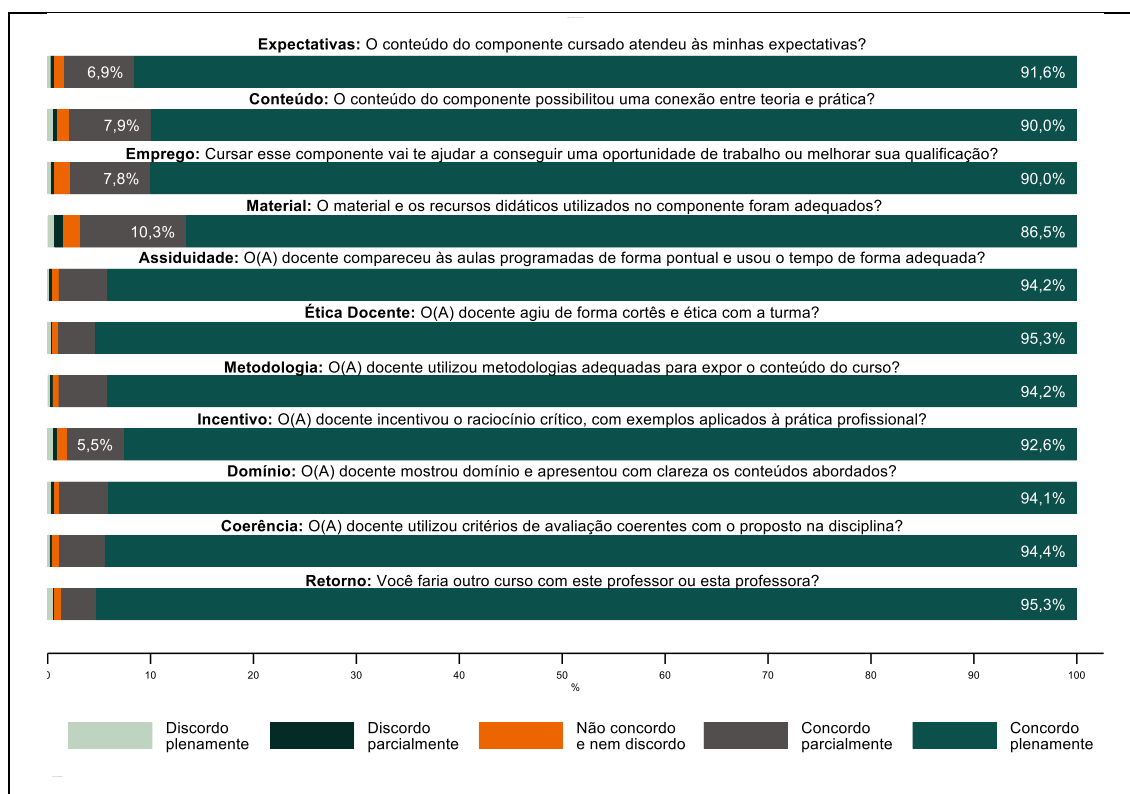 Expectativas: O conteúdo do componente cursado atendeu às minhas expectativas?
6,9% 91,6%
Conteúdo: O conteúdo do componente possibilitou uma conexão entre teoria e prática?
7,9% 90,0%
Emprego: Cursar esse componente vai te ajudar a conseguir uma oportunidade de trabalho ou melhorar sua qualificação?
7,8% 90,0%
Material: O material e os recursos didáticos utilizados no componente foram adequados?
10,3% 86,5%
Assiduidade: O(A) docente compareceu às aulas programadas de forma pontual e usou o tempo de forma adequada?
94,2%
Ética Docente: O(A) docente agiu de forma cortês e ética com a turma?
95,3%
Metodologia: O(A) docente utilizou metodologias adequadas para expor o conteúdo do curso?
94,2%
Incentivo: O(A) docente incentivou o raciocínio crítico, com exemplos aplicados à prática profissional?
5,5% 92,6%
Domínio: O(A) docente mostrou domínio e apresentou com clareza os conteúdos abordados?
94,1%
Coerência: O(A) docente utilizou critérios de avaliação coerentes com o proposto na disciplina?
94,4%
Retorno: Você faria outro curso com este professor ou esta professora?
95,3%
0 10 20 30 40 50 60 70 80 90 100
%
Discordo plenamente
Discordo parcialmente
Não concordo e nem discordo
Concordo parcialmente
Concordo plenamente